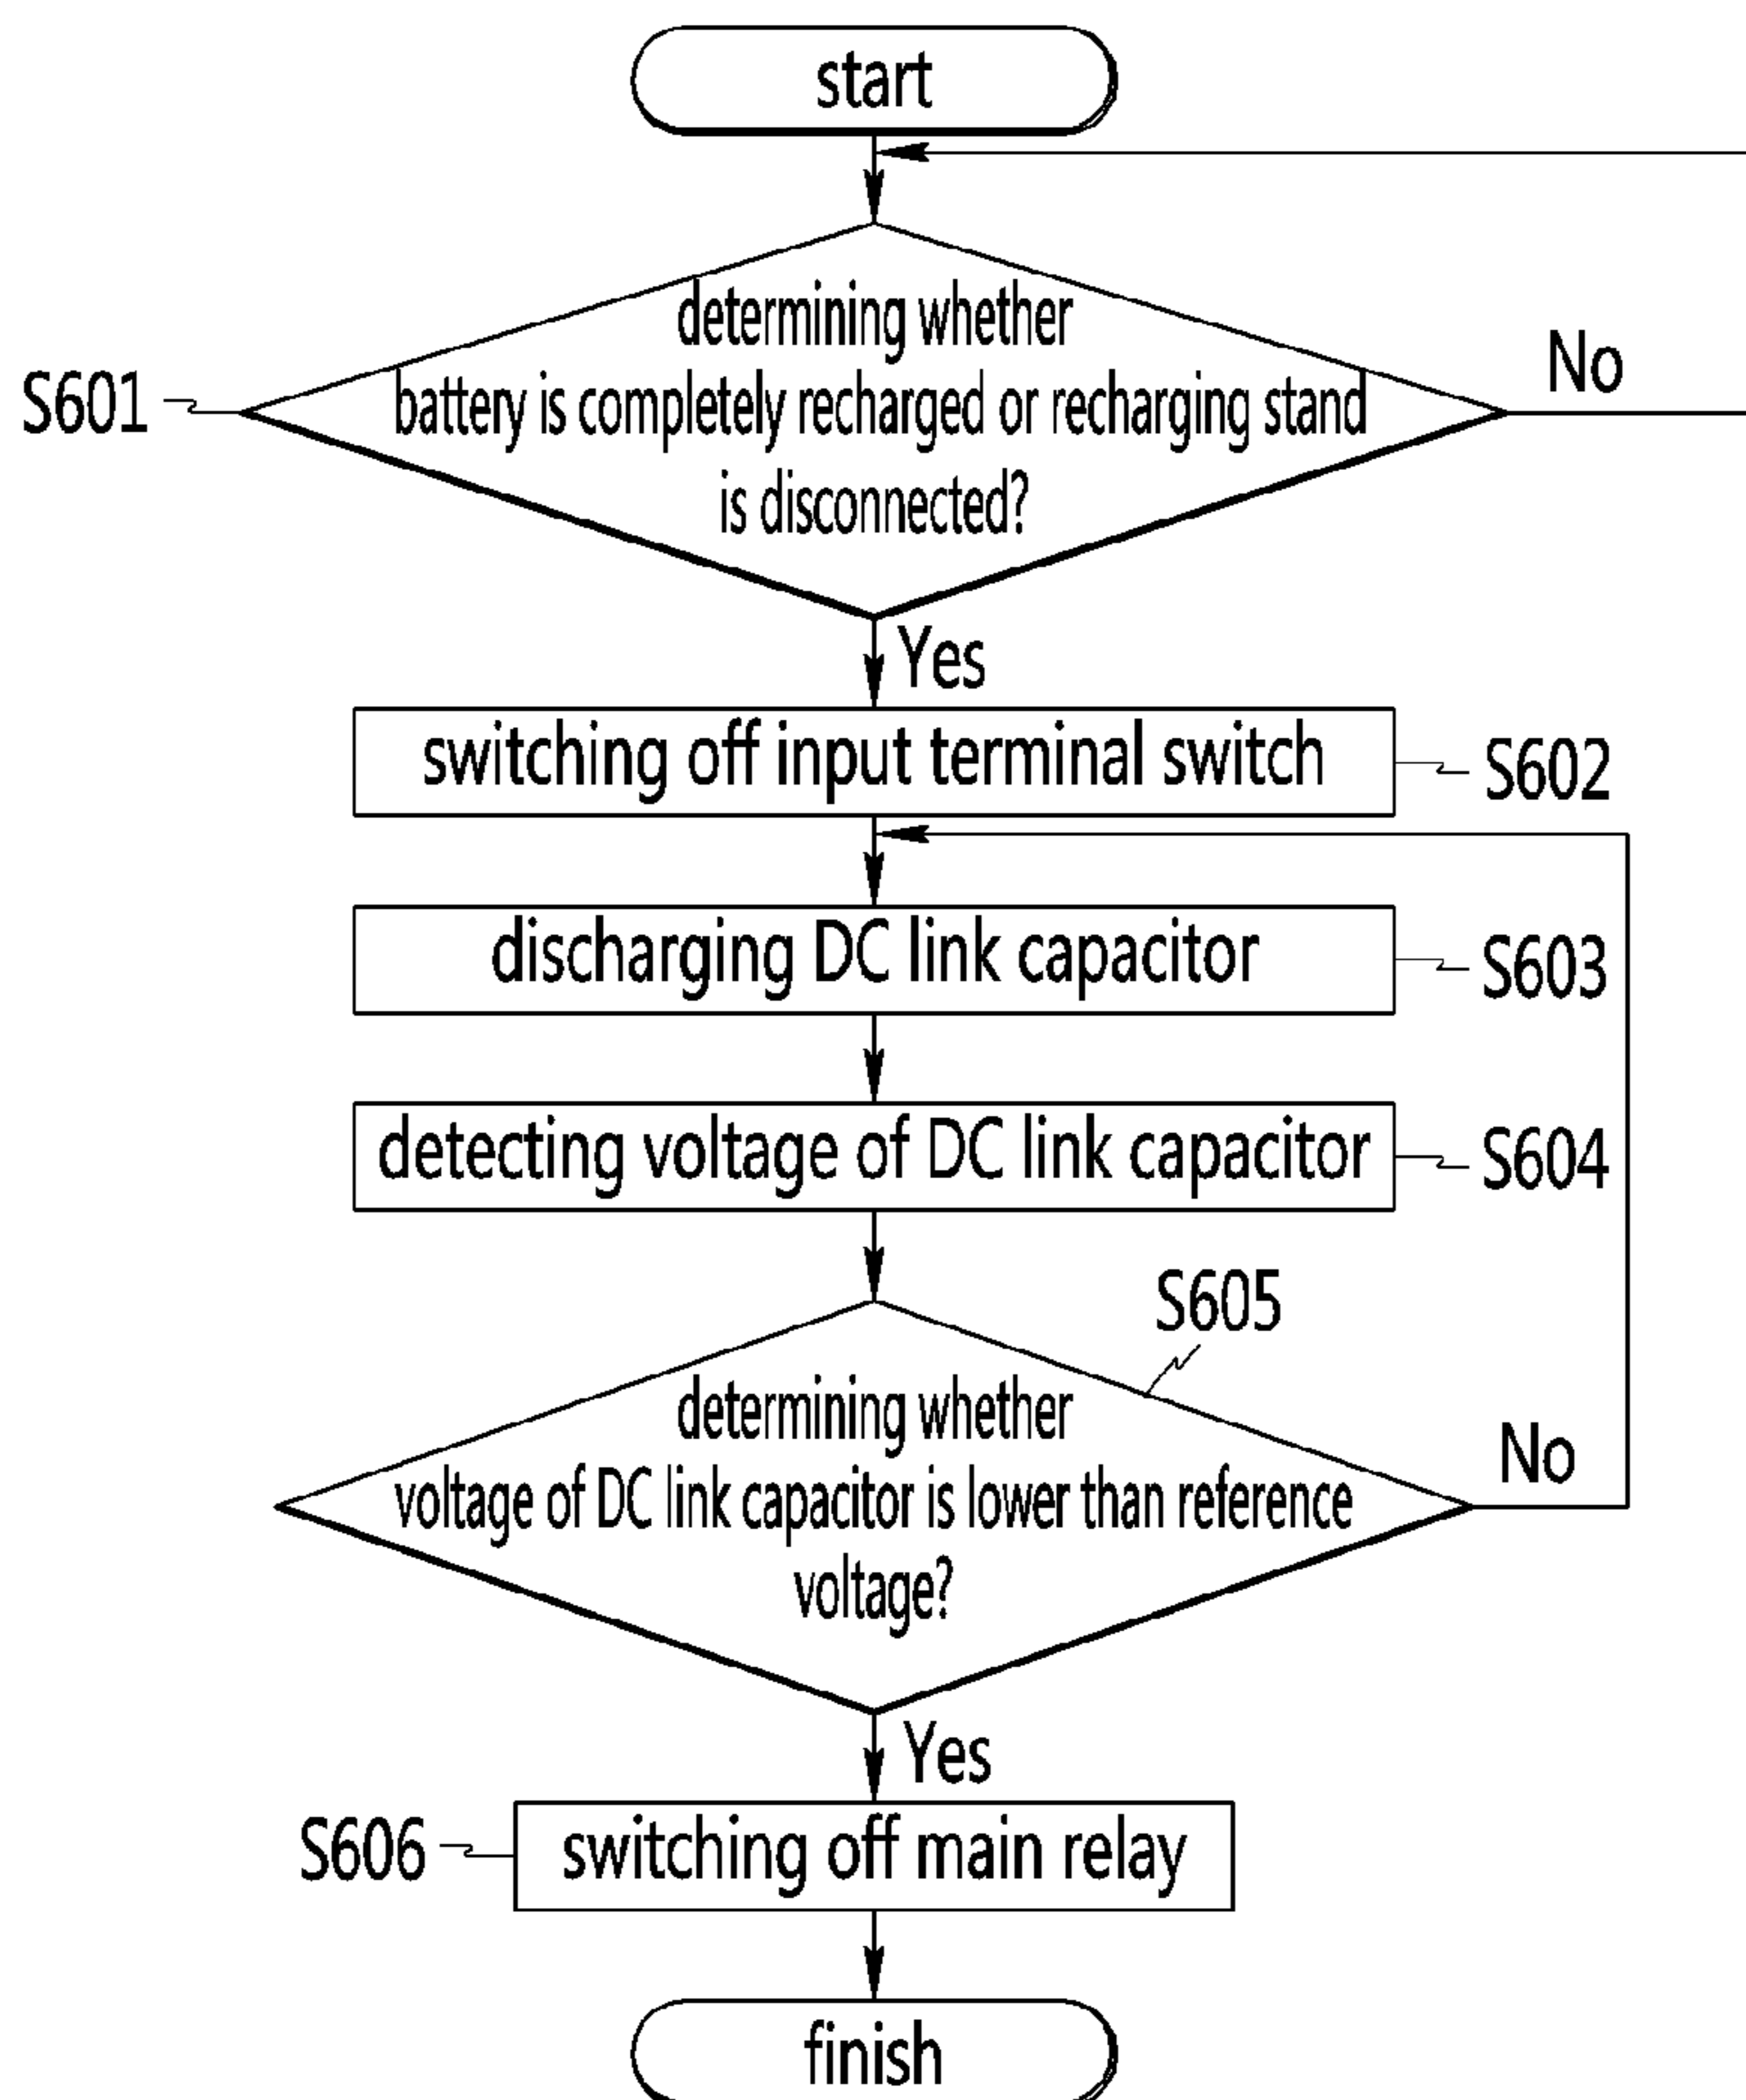 start
determining whether
battery is completely recharged or recharging stand
is disconnected?
S601
No
Yes
switching off input terminal switch
S602
discharging DC link capacitor
S603
detecting voltage of DC link capacitor
S604
S605
determining whether
voltage of DC link capacitor is lower than reference
voltage?
No
Yes
S606
switching off main relay
finish